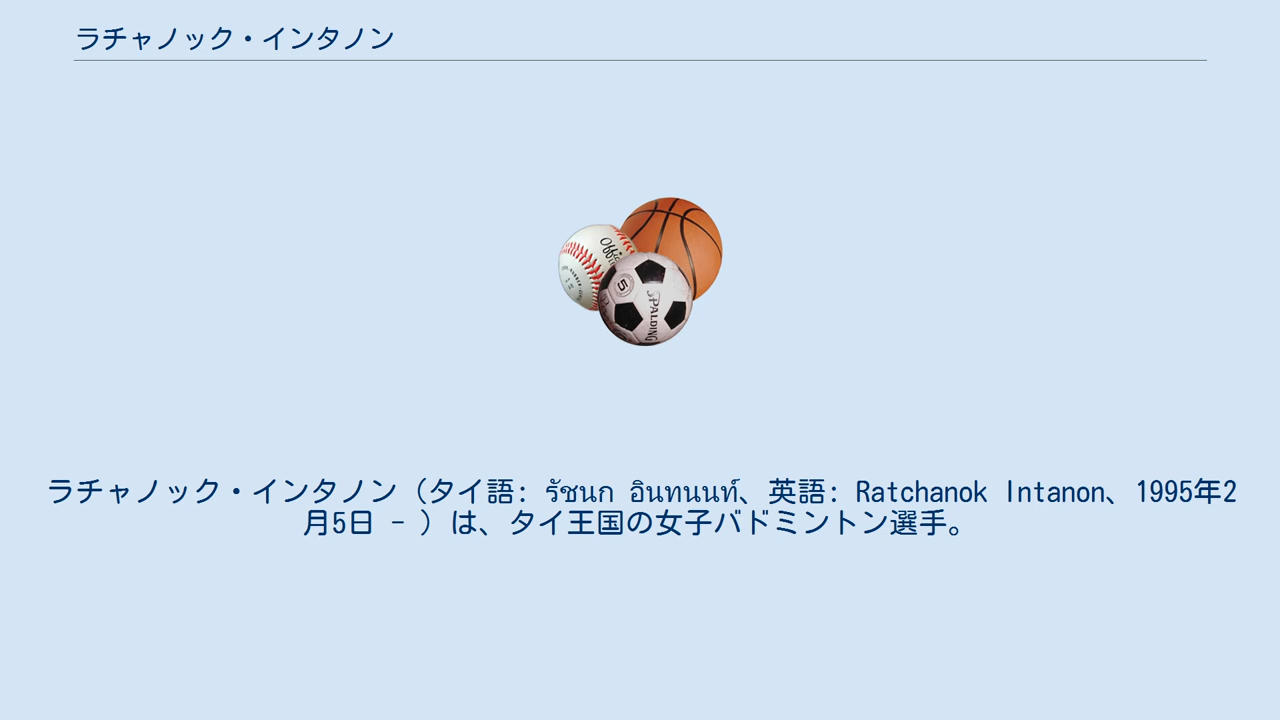 ラチャノック・インタノン
Offi
5
SPALDING
ラチャノック・インタノン（タイ語: รัชนก อินทนนท์、英語: Ratchanok Intanon、1995年2
月5日 - ）は、タイ王国の女子バドミントン選手。